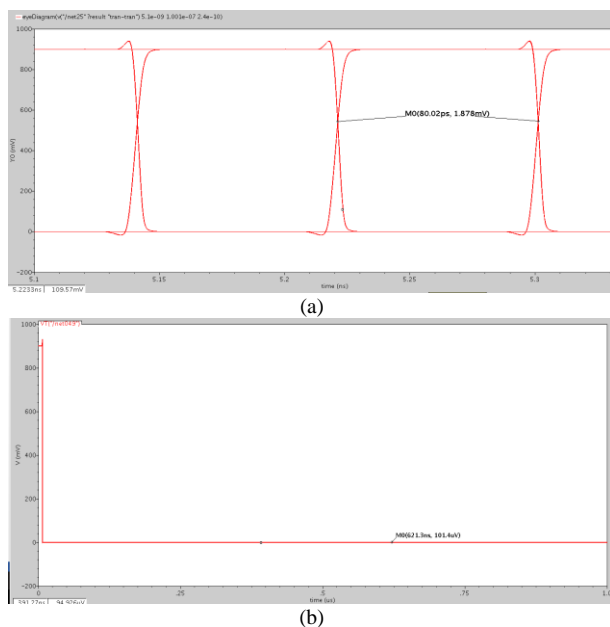 eyeDiagram(v("/net25" ?result "tran-tran") 5.1e-09 1.001e-07 2.4e-10)
1000
800
600
400
200
0
-200
Y0 (mV)
M0(80.02ps, 1.878mV)
5.1 5.15 5.2 5.25 5.3
time (ns)
5.2233ns 109.57mV
(a)
1000
800
600
400
200
0
-200
V (mV)
M0(621.3ns, 101.4uV)
0 .25 .5 .75 1.0
time (us)
94.926uV
(b)